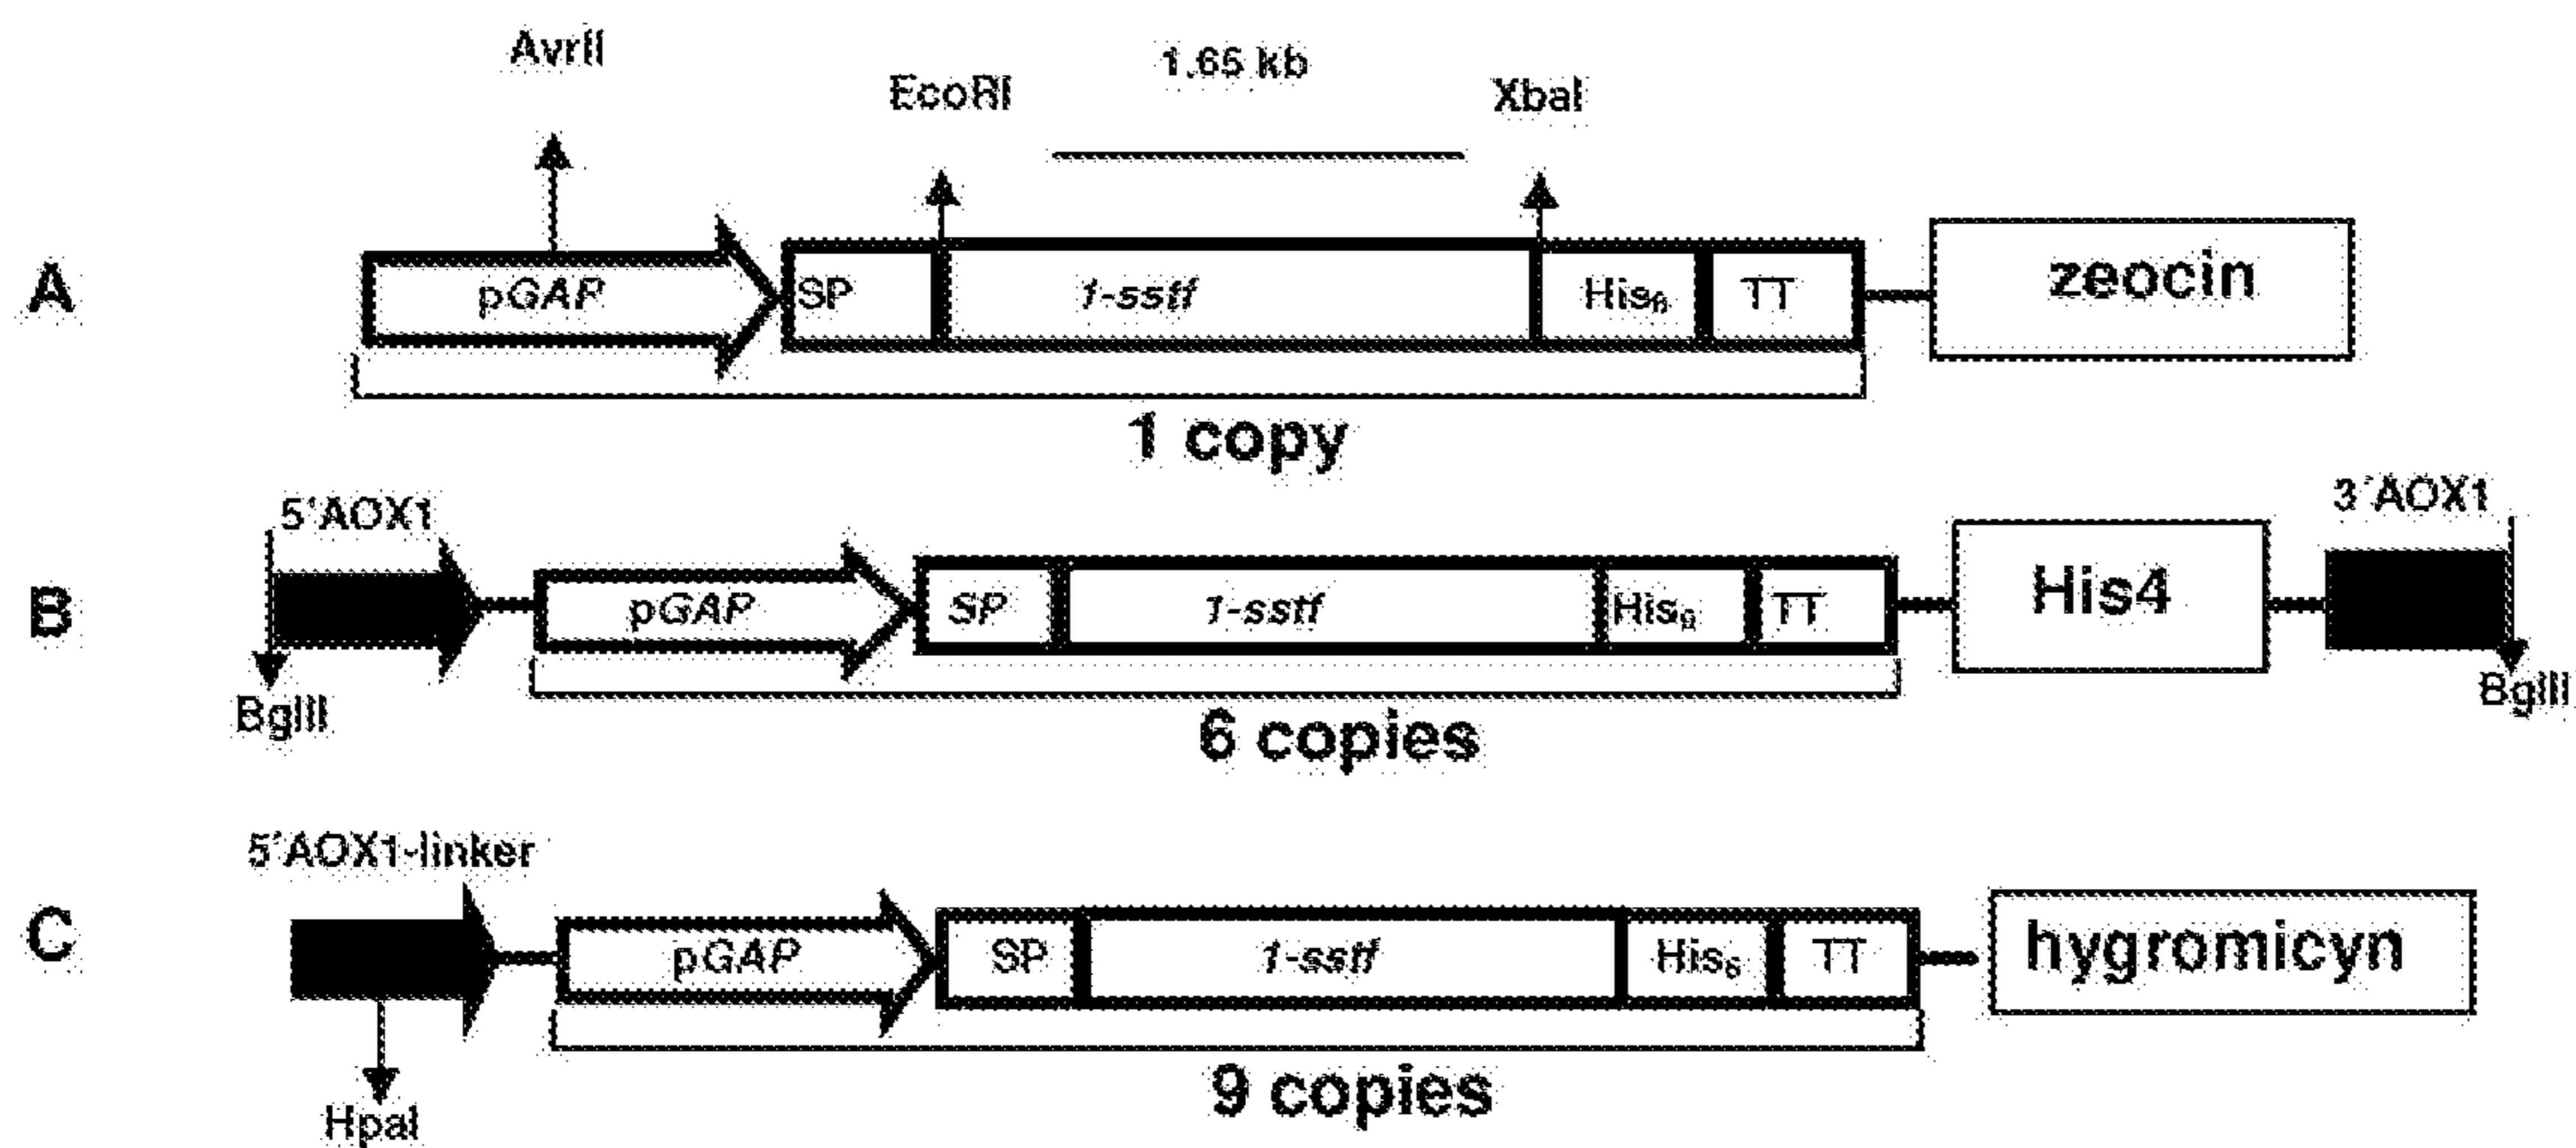 AvrII
EcoRI 1.65 kb XbaI
A pGAP SP 1-sstf His₆ TT zeocin
1 copy
5'AOX1 3´AOX1
B pGAP SP 1-sstf His₆ TT His4
BglII BglII
6 copies
5´AOX1-linker
C pGAP SP 1-sstf His₆ TT hygromicyn
HpaI
9 copies